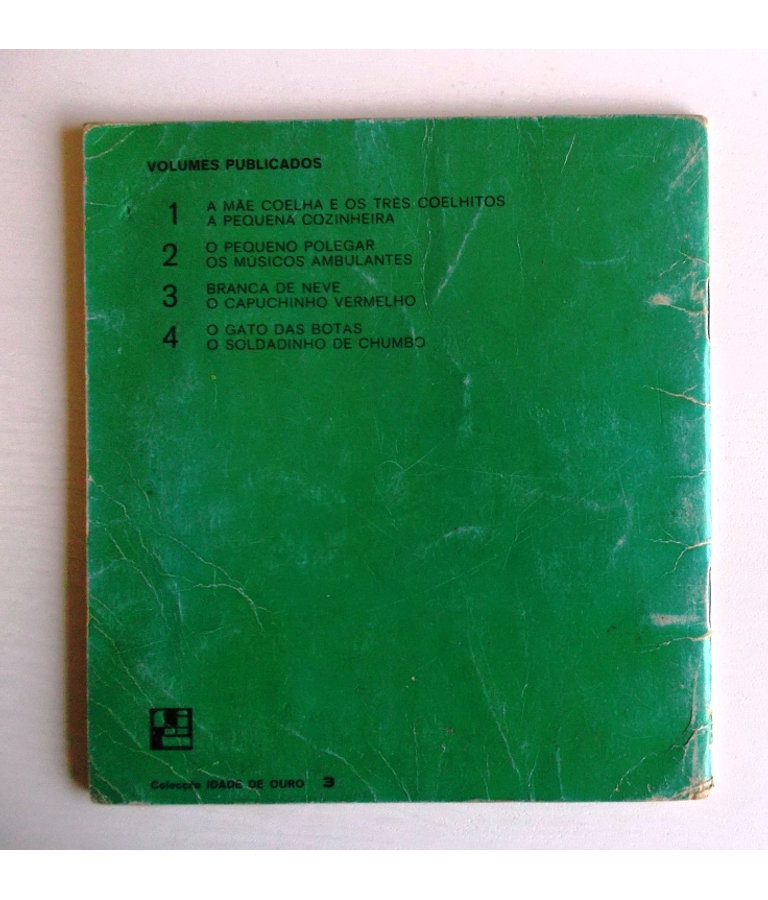 VOLUMES PUBLICADOS
1 A MÃE COELHA E OS TRÊS COELHITOS
A PEQUENA COZINHEIRA
2 O PEQUENO POLEGAR
OS MÚSICOS AMBULANTES
3 BRANCA DE NEVE
O CAPUCHINHO VERMELHO
4 O GATO DAS BOTAS
O SOLDADINHO DE CHUMBO
Colecção IDADE DE OURO 3